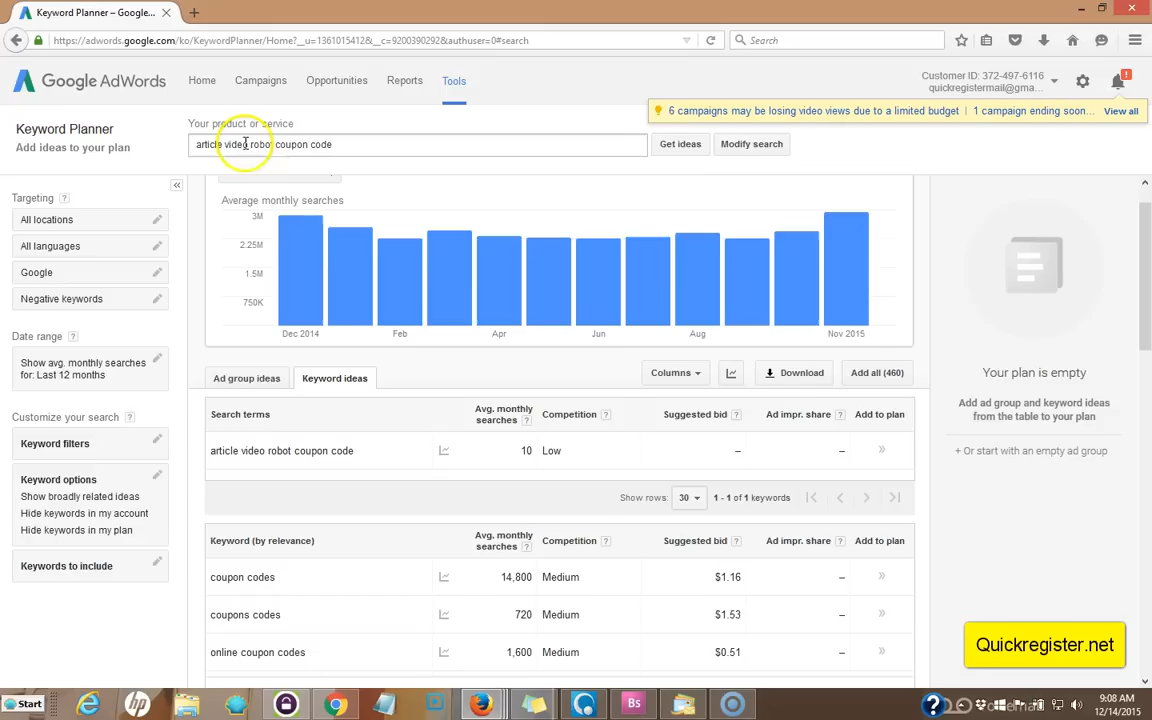 Keyword Planner – Google...
https://adwords.google.com/ko/KeywordPlanner/Home?__u=1361015412&__c=9200390292&authuser=0#search
Search
Google AdWords
Home
Campaigns
Opportunities
Reports
Tools
Customer ID: 372-497-6116
quickregistermail@gma...
!
6 campaigns may be losing video views due to a limited budget | 1 campaign ending soon... View all
Keyword Planner
Add ideas to your plan
Your product or service
article video robot coupon code
Get ideas
Modify search
Targeting ?
All locations
All languages
Google
Negative keywords
Date range ?
Show avg. monthly searches
for: Last 12 months
Customize your search ?
Keyword filters
Keyword options
Show broadly related ideas
Hide keywords in my account
Hide keywords in my plan
Keywords to include
Average monthly searches
3M
2.25M
1.5M
750K
Dec 2014 Feb Apr Jun Aug Nov 2015
Ad group ideas
Keyword ideas
Columns
Download
Add all (460)
Search terms
Avg. monthly
searches ?
Competition ?
Suggested bid ?
Ad impr. share ?
Add to plan
article video robot coupon code 10 Low – – »
Show rows: 30 1 - 1 of 1 keywords
Keyword (by relevance)
Avg. monthly
searches ?
Competition ?
Suggested bid ?
Ad impr. share ?
Add to plan
coupon codes 14,800 Medium $1.16 – »
coupons codes 720 Medium $1.53 – »
online coupon codes 1,600 Medium $0.51 – »
Your plan is empty
Add ad group and keyword ideas
from the table to your plan
+ Or start with an empty ad group
Quickregister.net
Start
hp
Bs
?
9:08 AM
12/14/2015